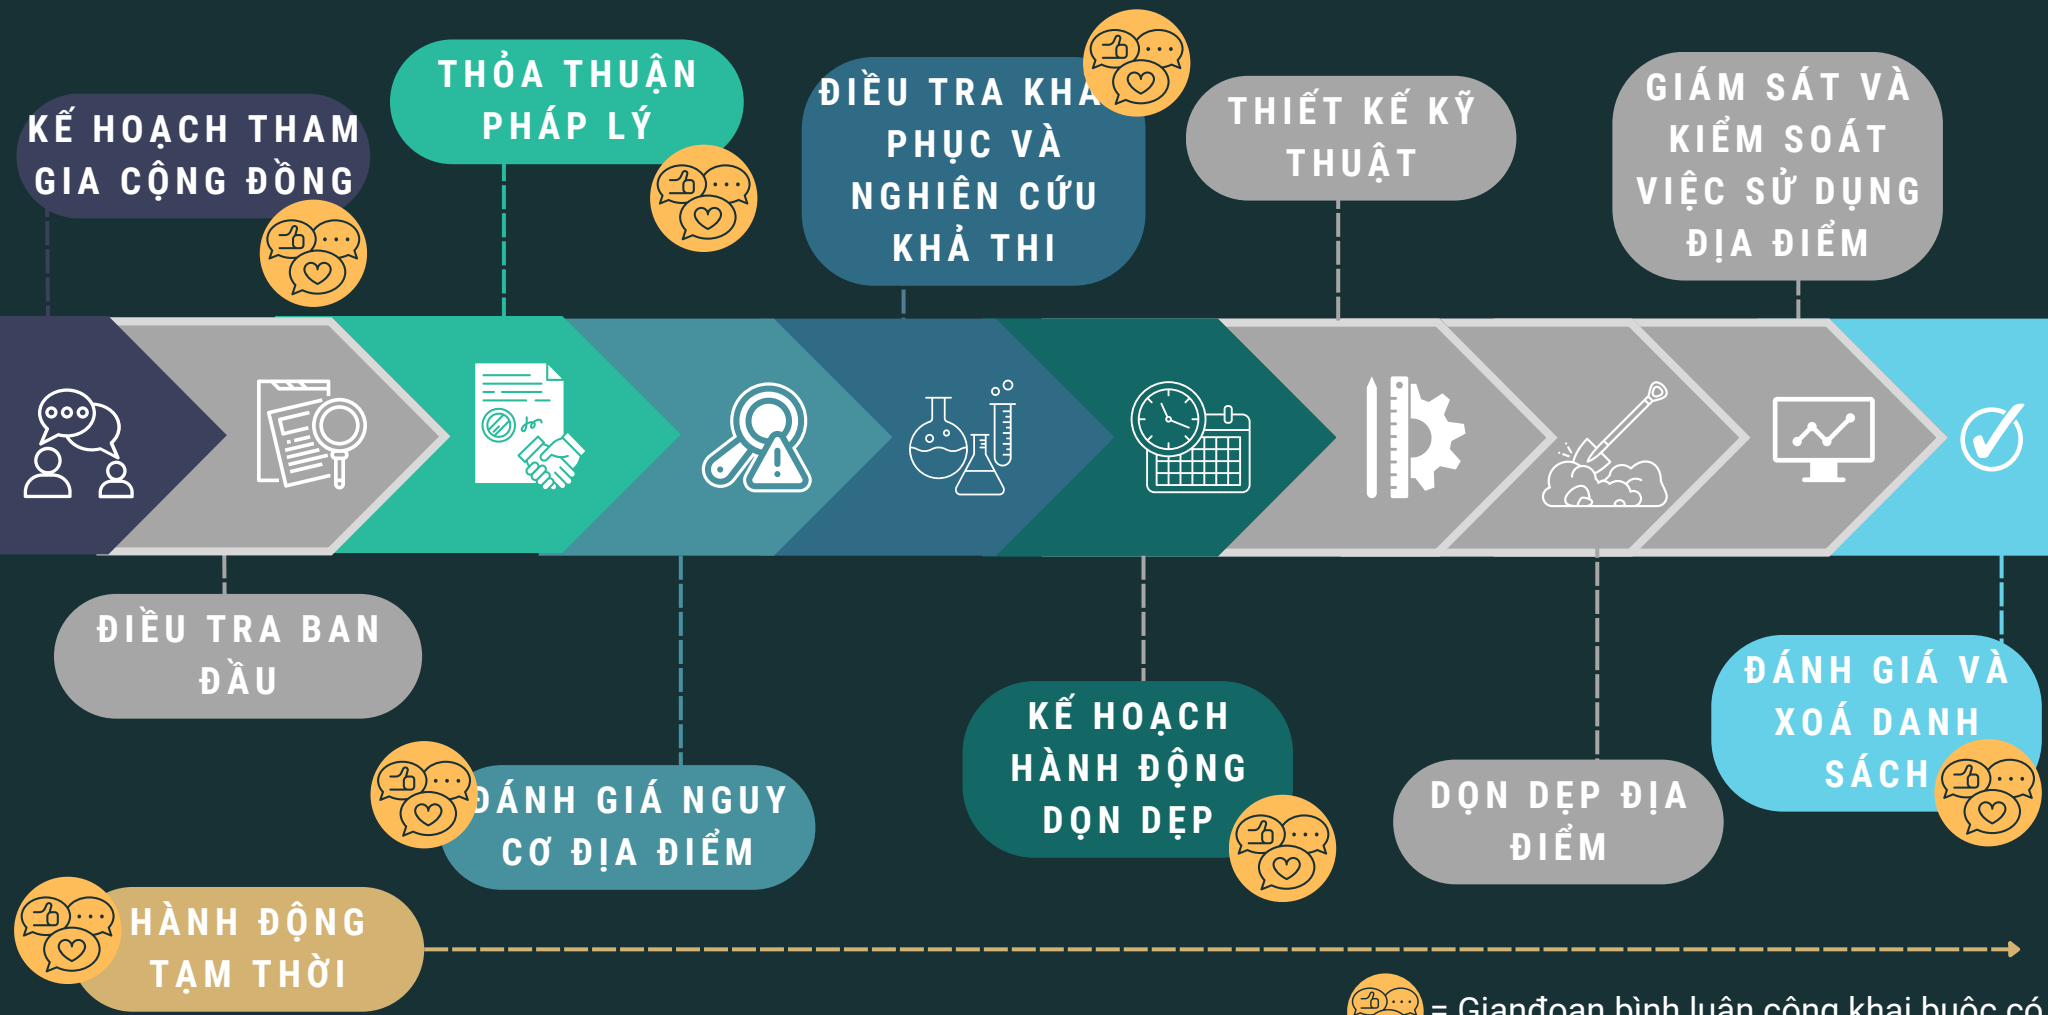 KẾ HOẠCH THAM
GIA CỘNG ĐỒNG
THỎA THUẬN
PHÁP LÝ
ĐIỀU TRA
PHỤC VÀ
NGHIÊN CỨU
KHẢ THI
THIẾT KẾ KỸ
THUẬT
GIÁM SÁT VÀ
KIỂM SOÁT
VIỆC SỬ DỤNG
ĐỊA ĐIỂM
ĐIỀU TRA BAN
ĐẦU
ĐÁNH GIÁ NGUY
CƠ ĐỊA ĐIỂM
KẾ HOẠCH
HÀNH ĐỘNG
DỌN DẸP
DỌN DẸP ĐỊA
ĐIỂM
ĐÁNH GIÁ VÀ
XOÁ DANH
SÁCH
HÀNH ĐỘNG
TẠM THỜI
= Gianđoạn bình luận công khai buộc có